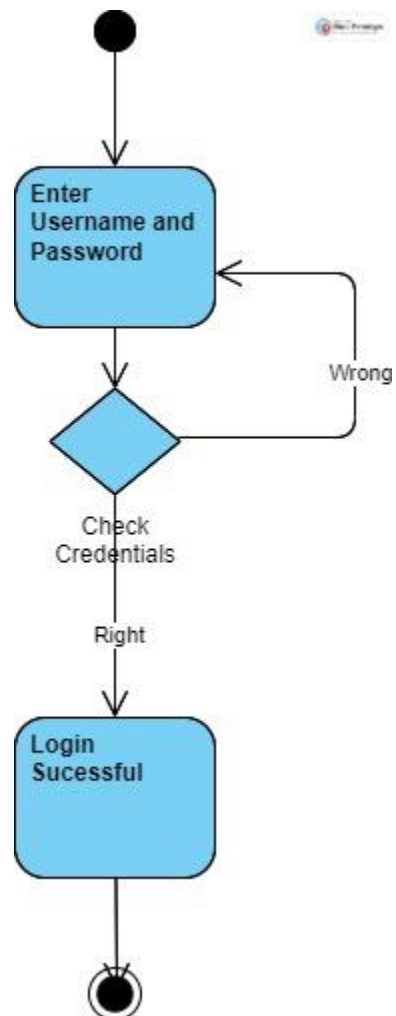 Enter
Username and
Password
Wrong
Check
Credentials
Right
Login
Sucessful